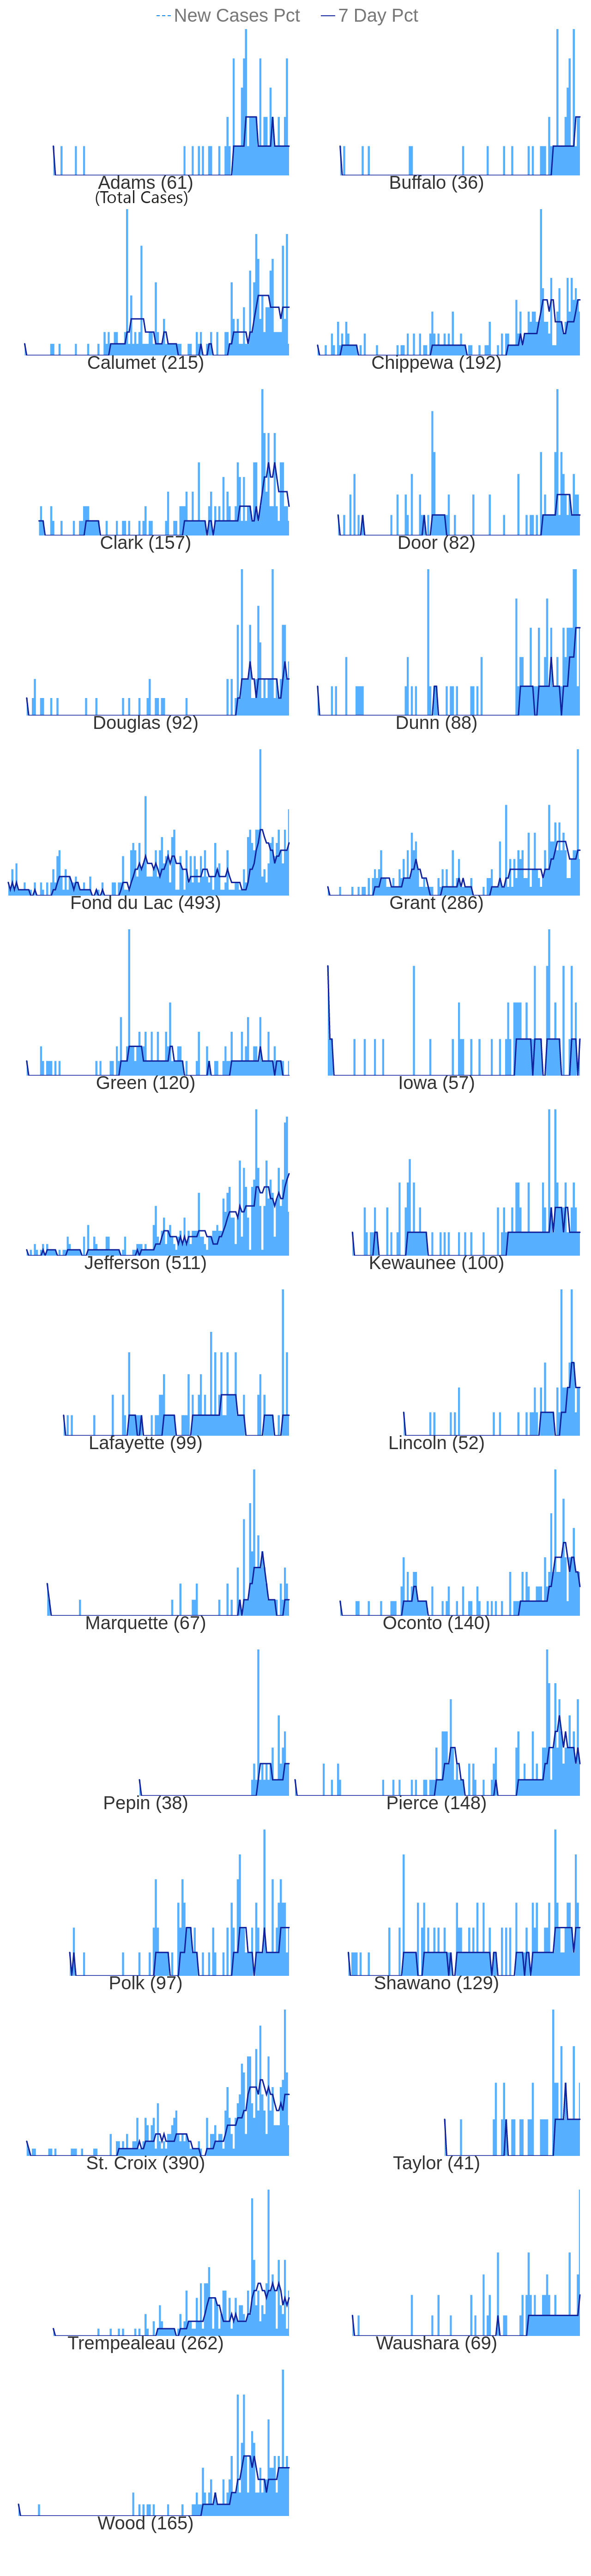 New Cases Pct 7 Day Pct
Adams (61) Buffalo (36)
(Total Cases)
Calumet (215) Chippewa (192)
Clark (157) Door (82)
Douglas (92) Dunn (88)
Fond du Lac (493) Grant (286)
Green (120) Iowa (57)
Jefferson (511) Kewaunee (100)
Lafayette (99) Lincoln (52)
Marquette (67) Oconto (140)
Pepin (38) Pierce (148)
Polk (97) Shawano (129)
St. Croix (390) Taylor (41)
Trempealeau (262) Waushara (69)
Wood (165)